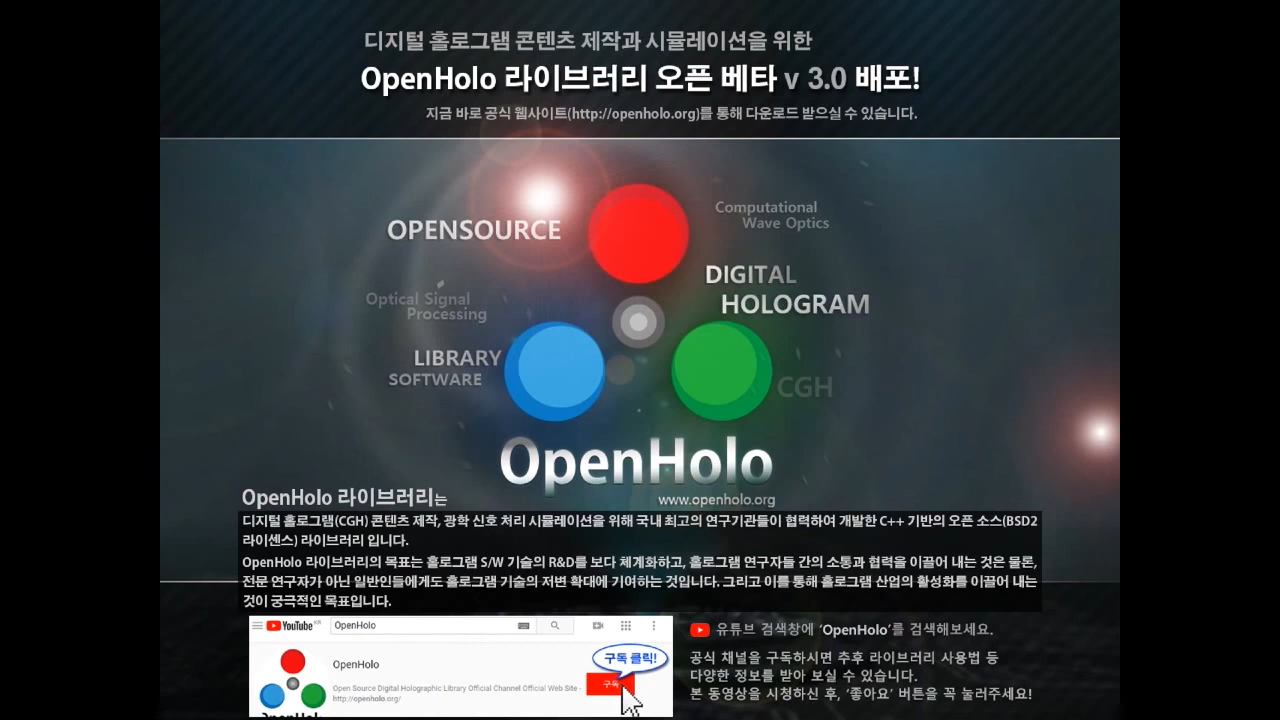 디지털 홀로그램 콘텐츠 제작과 시뮬레이션을 위한
OpenHolo 라이브러리 오픈 베타 v 3.0 배포!
지금 바로 공식 웹사이트(http://openholo.org)를 통해 다운로드 받으실 수 있습니다.
Computational
Wave Optics
OPENSOURCE
DIGITAL
HOLOGRAM
Optical Signal
Processing
LIBRARY
SOFTWARE
CGH
OpenHolo
www.openholo.org
OpenHolo 라이브러리는
디지털 홀로그램(CGH) 콘텐츠 제작, 광학 신호 처리 시뮬레이션을 위해 국내 최고의 연구기관들이 협력하여 개발한 C++ 기반의 오픈 소스(BSD2
라이센스) 라이브러리 입니다.
OpenHolo 라이브러리의 목표는 홀로그램 S/W 기술의 R&D를 보다 체계화하고, 홀로그램 연구자들 간의 소통과 협력을 이끌어 내는 것은 물론,
전문 연구자가 아닌 일반인들에게도 홀로그램 기술의 저변 확대에 기여하는 것입니다. 그리고 이를 통해 홀로그램 산업의 활성화를 이끌어 내는
것이 궁극적인 목표입니다.
YouTube KR OpenHolo
구독 클릭!
OpenHolo
구독
Open Source Digital Holographic Library Official Channel Official Web Site -
http://openholo.org/
OpenHol
유튜브 검색창에 ‘OpenHolo’를 검색해보세요.
공식 채널을 구독하시면 추후 라이브러리 사용법 등
다양한 정보를 받아 보실 수 있습니다.
본 동영상을 시청하신 후, ‘좋아요’ 버튼을 꼭 눌러주세요!